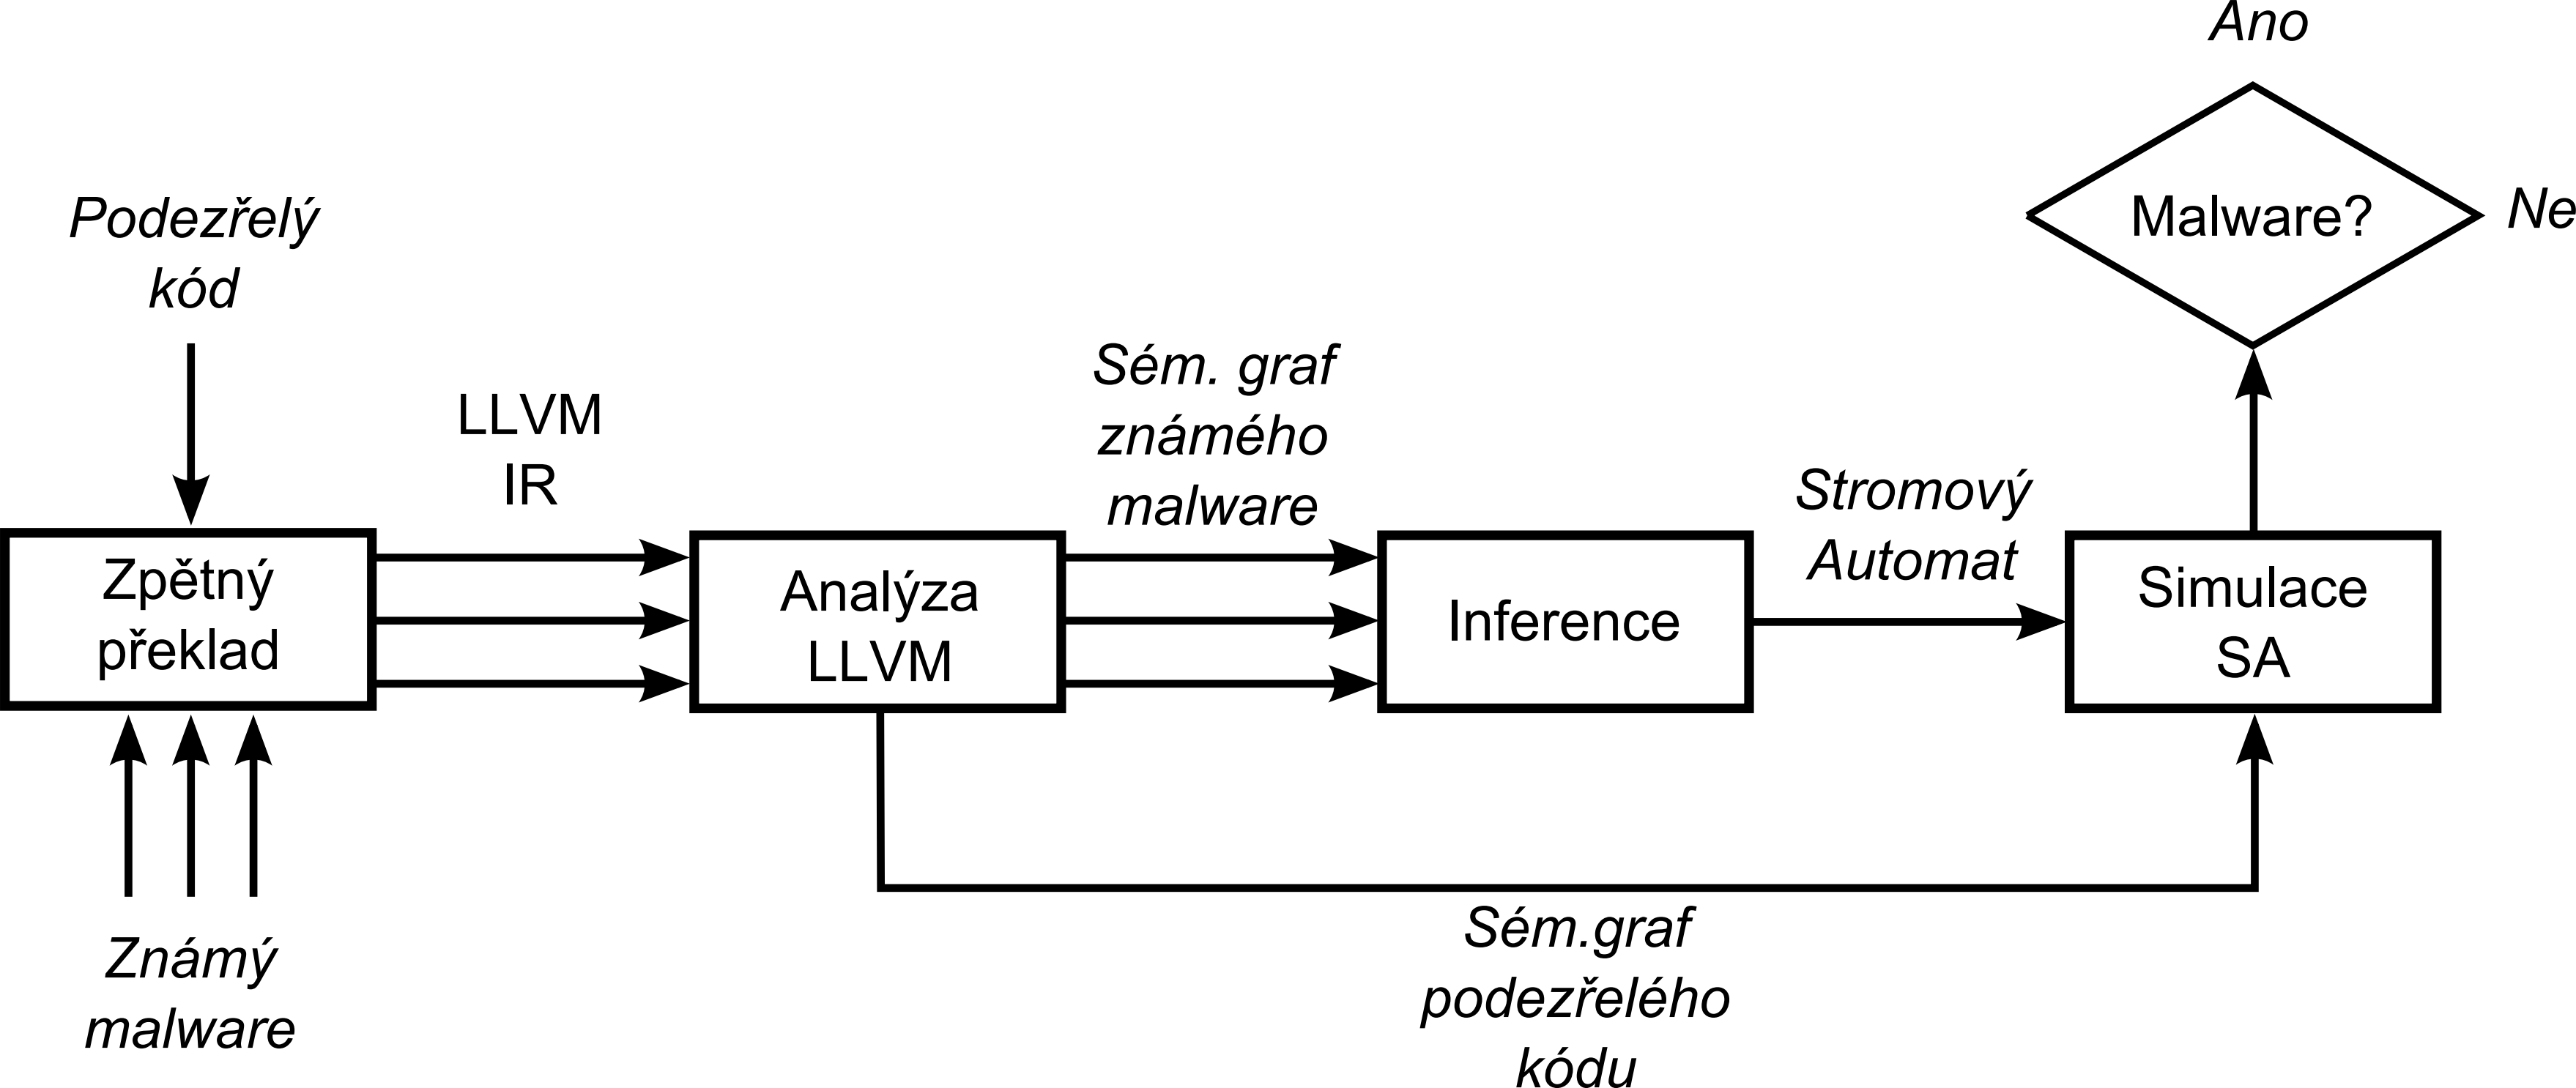 Ano
Malware?
Ne
Podezřelý
kód
LLVM
IR
Sém. graf
známého
malware
Stromový
Automat
Zpětný
překlad
Analýza
LLVM
Inference
Simulace
SA
Známý
malware
Sém.graf
podezřelého
kódu